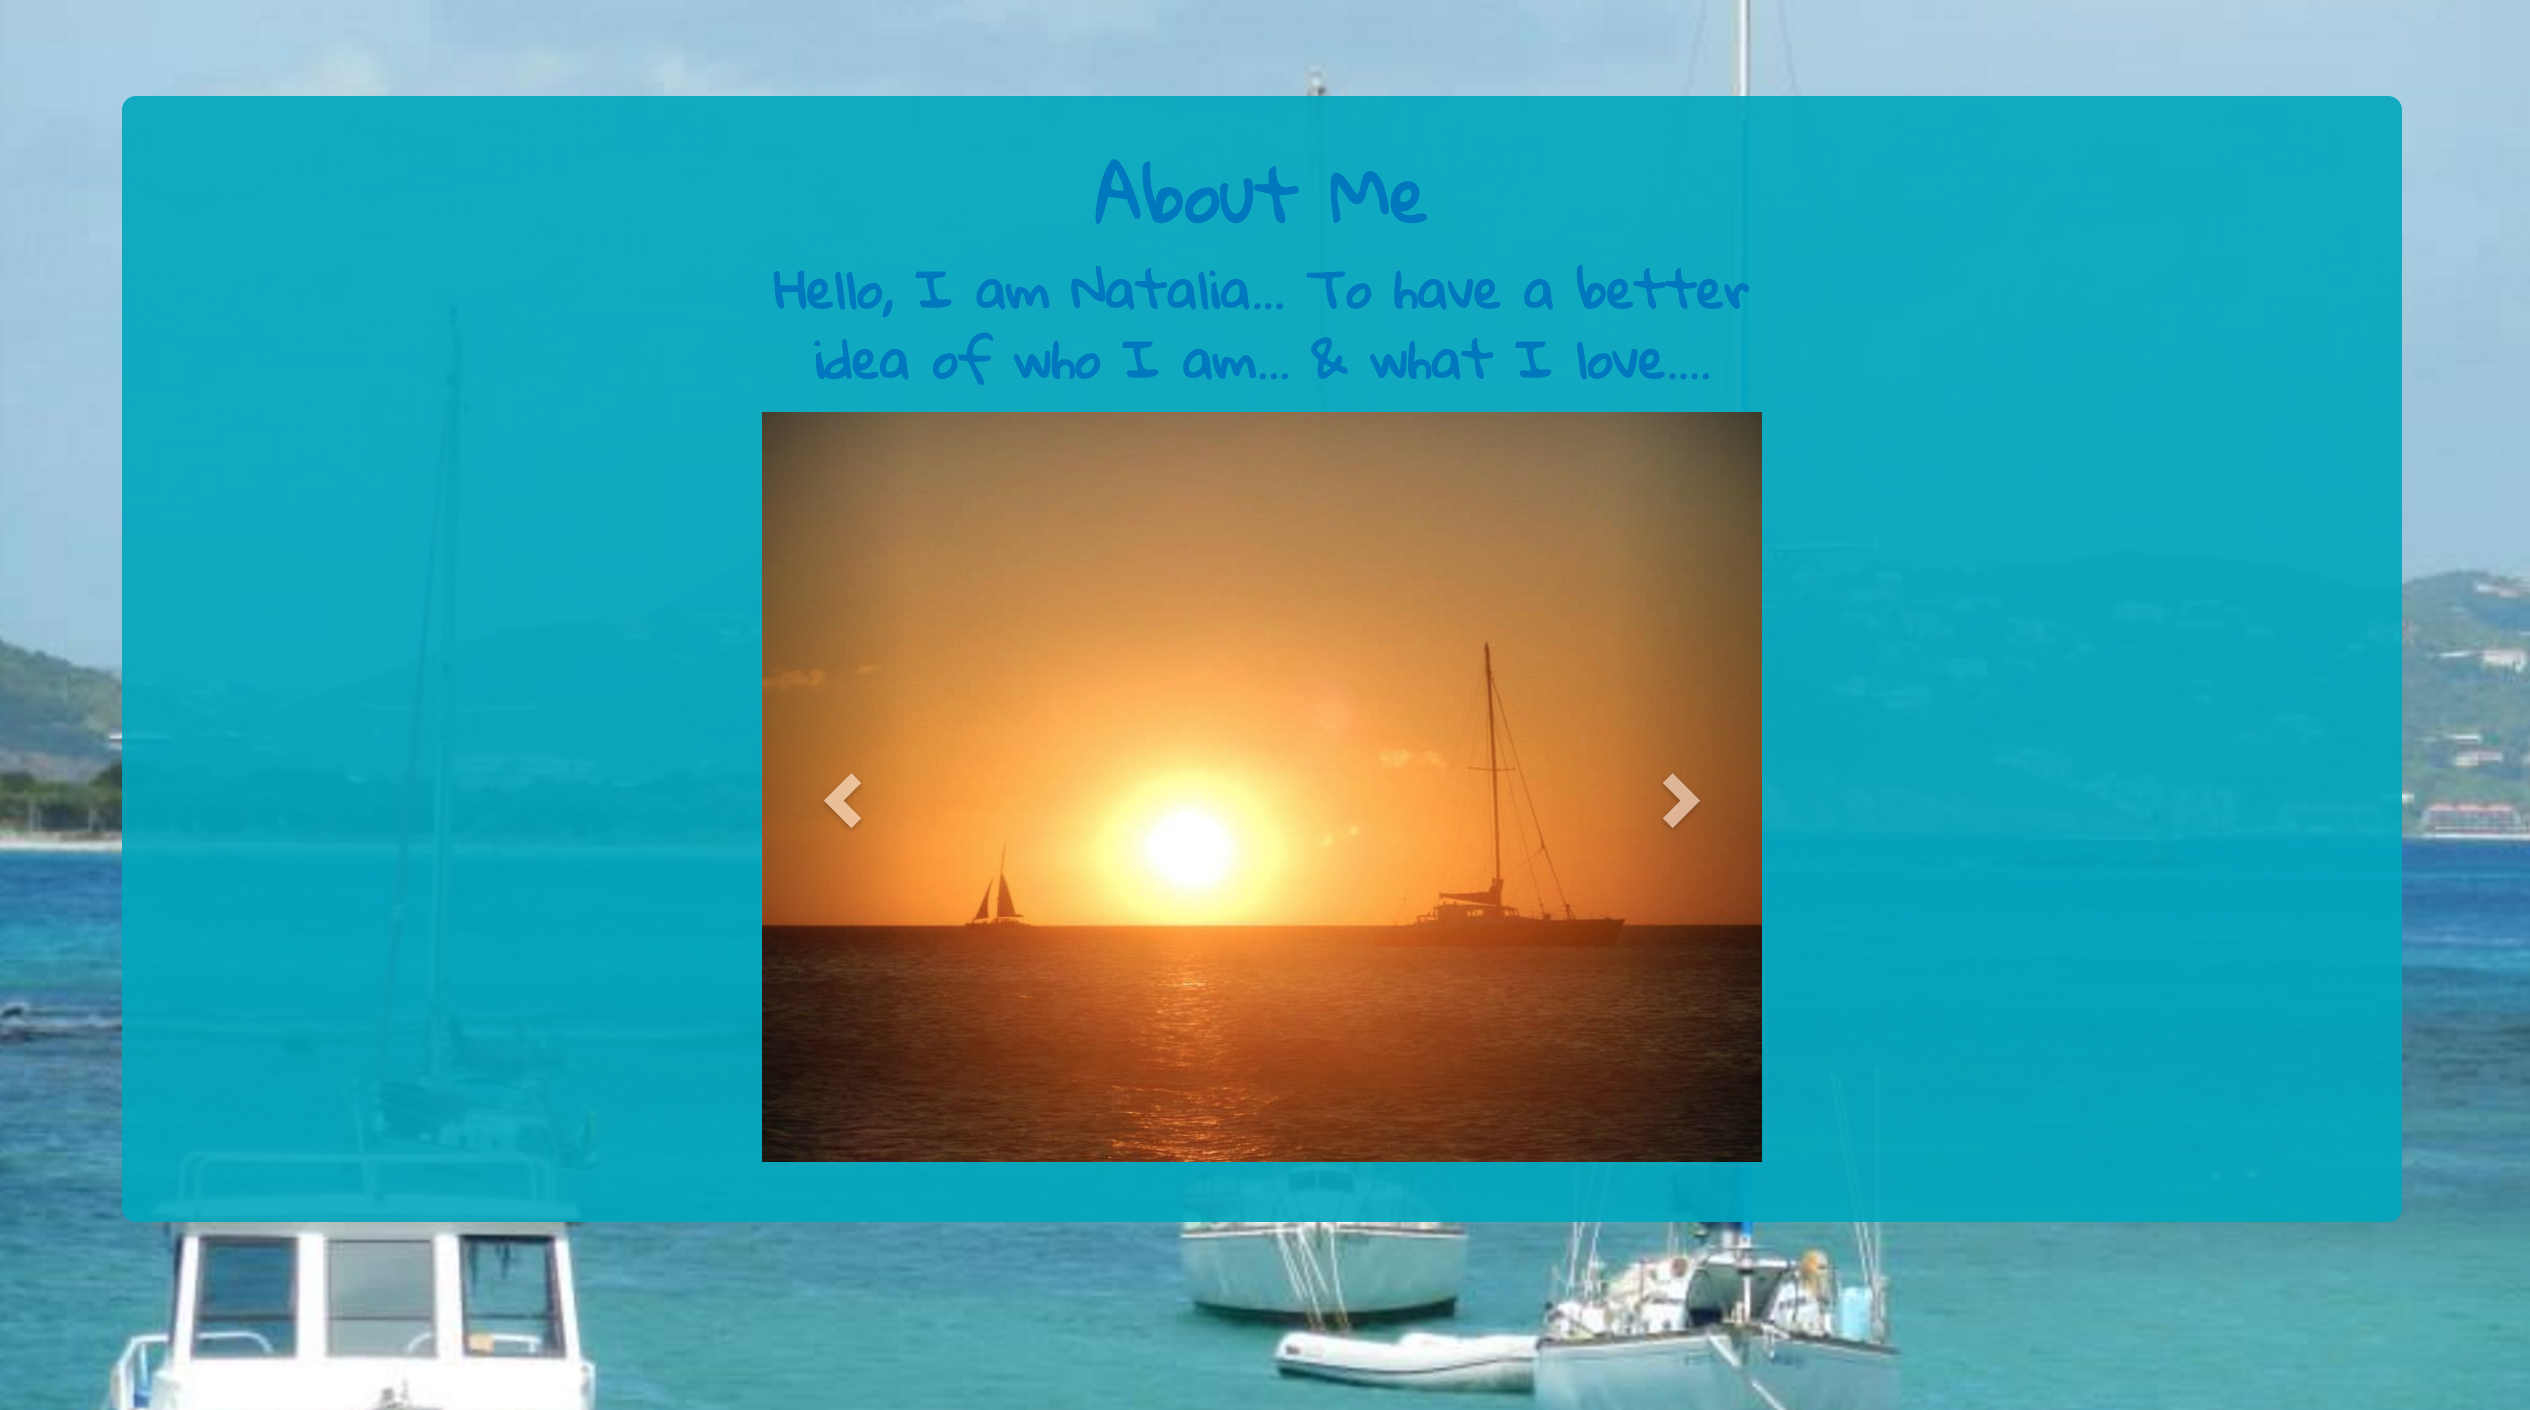 About Me
Hello, I am Natalia... To have a better
idea of who I am... & what I love....